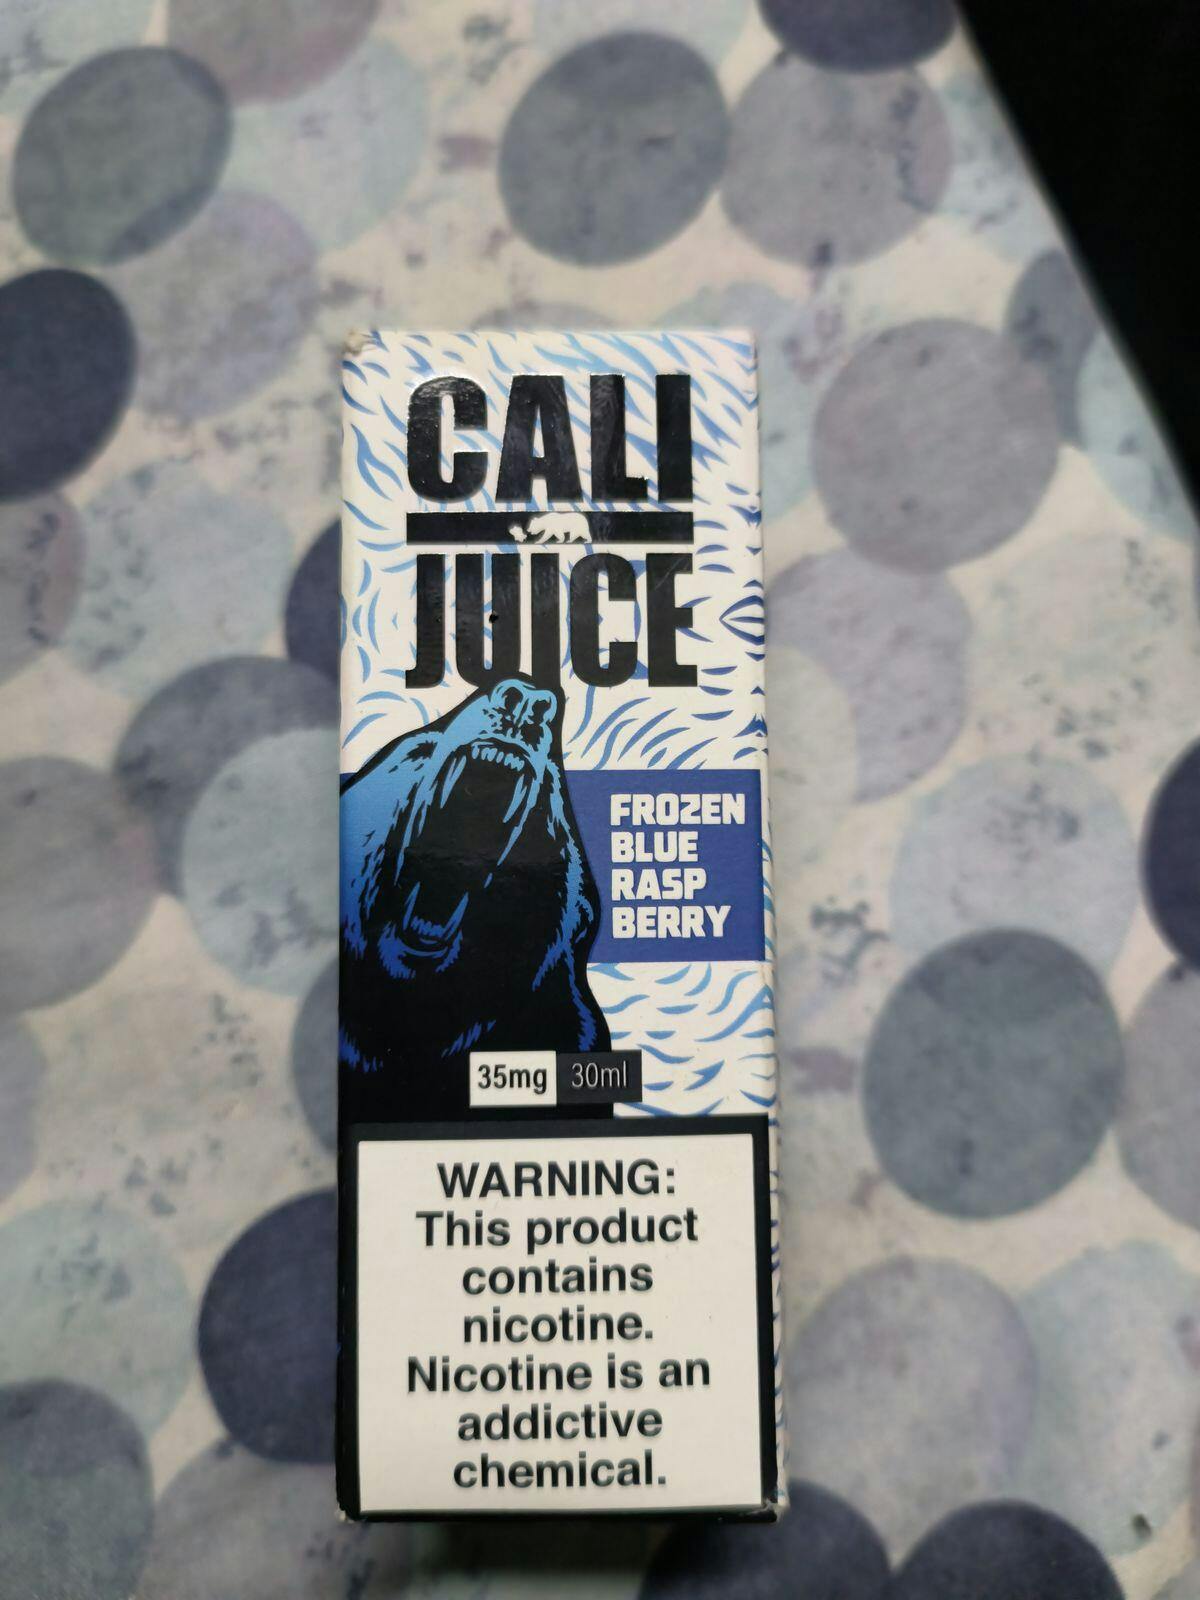 CALI
JUICE
FROZEN
BLUE
RASP
BERRY
35mg 30ml
WARNING:
This product
contains
nicotine.
Nicotine is an
addictive
chemical.